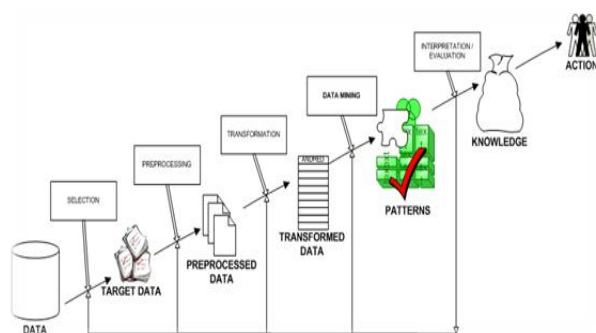 INTERPRETATION /
EVALUATION
ACTION
DATA MINING
KNOWLEDGE
TRANSFORMATION
PATTERNS
PREPROCESSING
TRANSFORMED
DATA
SELECTION
PREPROCESSED
DATA
TARGET DATA
DATA